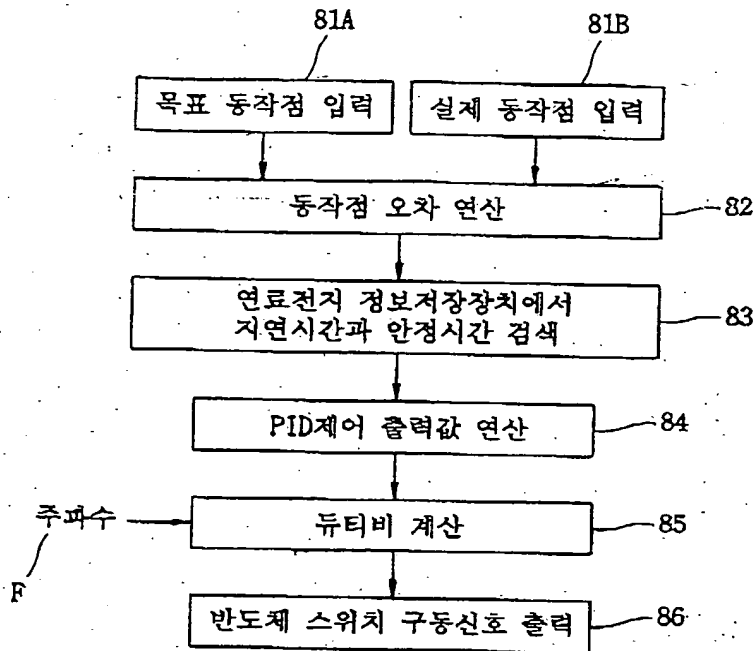 81A
81B
목표 동작점 입력
실제 동작점 입력
동작점 오차 연산
82
연료전지 정보저장장치에서
지연시간과 안정시간 검색
83
PID제어 출력값 연산
84
주파수
F
듀티비 계산
85
반도체 스위치 구동신호 출력
86